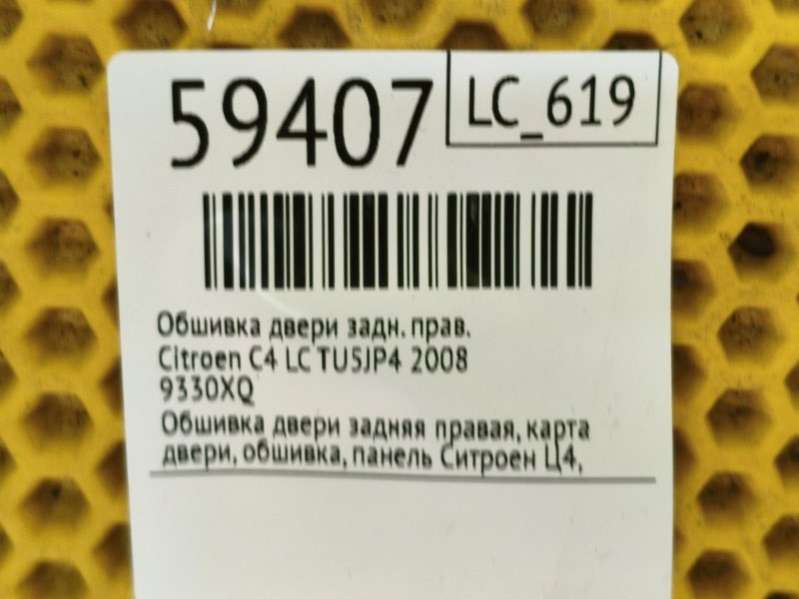 59407
LC_619
Обшивка двери задн. прав.
Citroen C4 LC TU5JP4 2008
9330XQ
Обшивка двери задняя правая, карта
двери, обшивка, панель Ситроен Ц4,